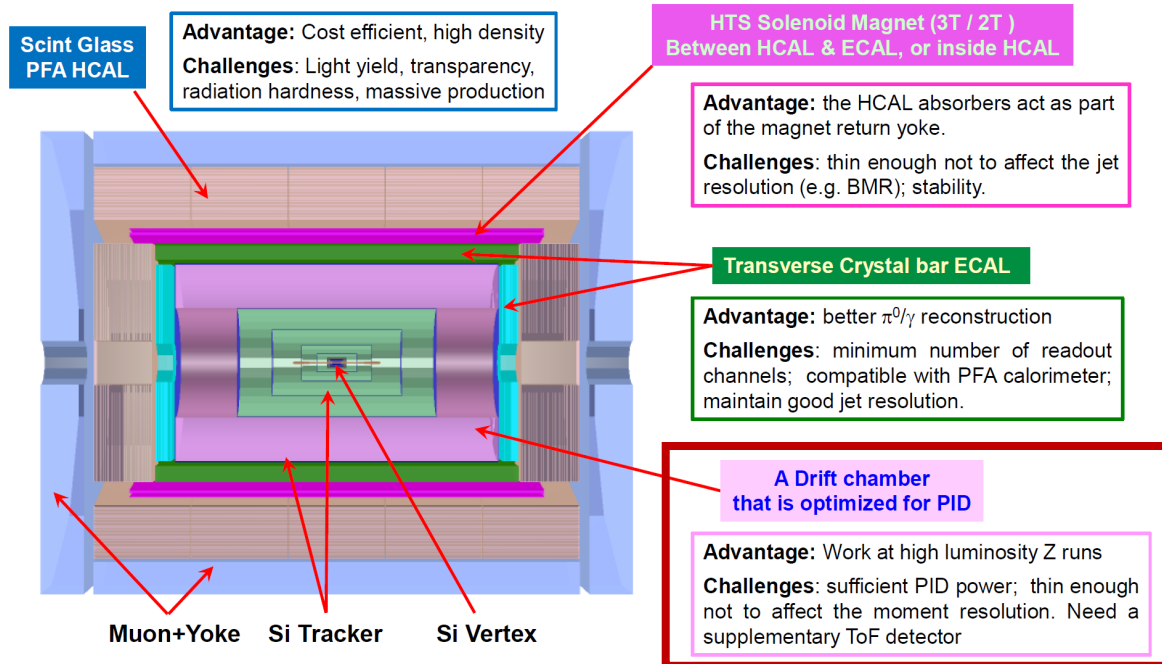 Scint Glass
PFA HCAL
Advantage: Cost efficient, high density
Challenges: Light yield, transparency,
radiation hardness, massive production
HTS Solenoid Magnet (3T / 2T )
Between HCAL & ECAL, or inside HCAL
Advantage: the HCAL absorbers act as part
of the magnet return yoke.
Challenges: thin enough not to affect the jet
resolution (e.g. BMR); stability.
Transverse Crystal bar ECAL
Advantage: better π⁰/γ reconstruction
Challenges: minimum number of readout
channels; compatible with PFA calorimeter;
maintain good jet resolution.
A Drift chamber
that is optimized for PID
Advantage: Work at high luminosity Z runs
Challenges: sufficient PID power; thin enough
not to affect the moment resolution. Need a
supplementary ToF detector
Muon+Yoke
Si Tracker
Si Vertex